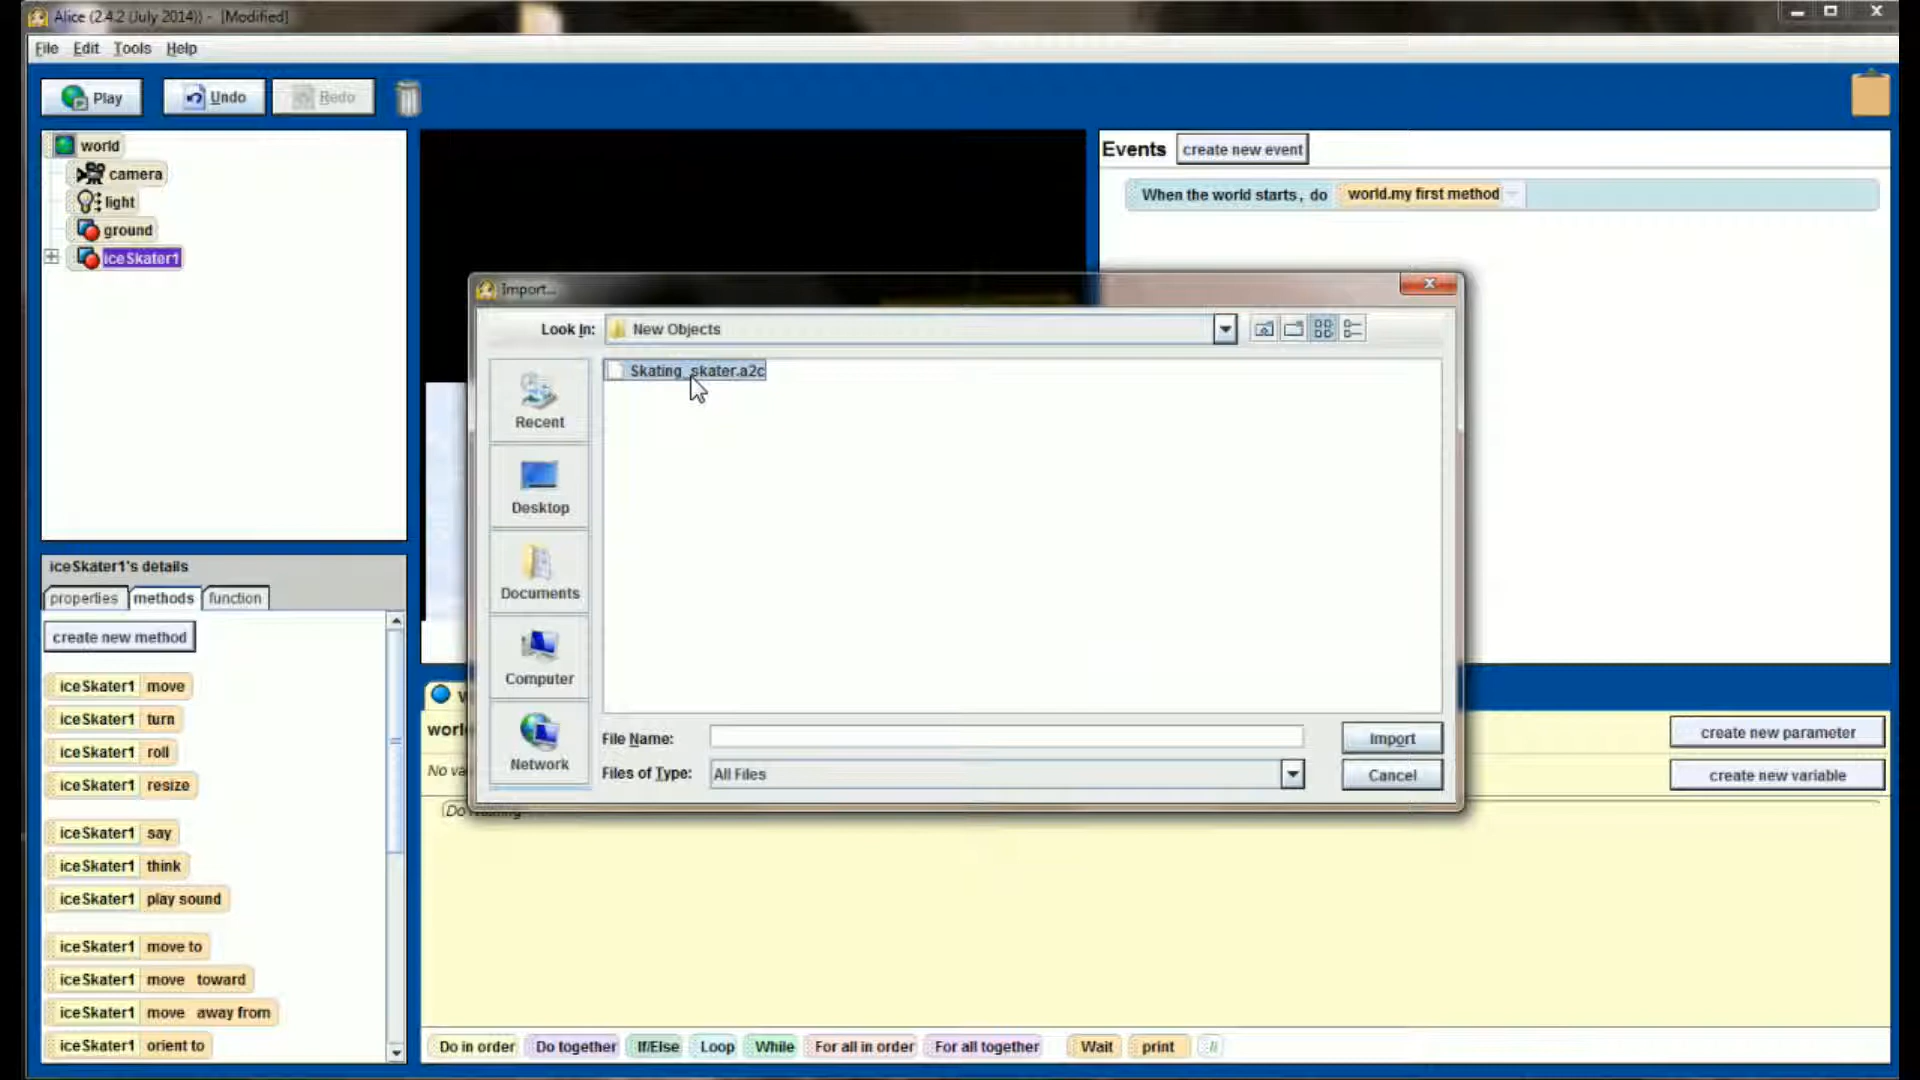 Alice (2.4.2 (July 2014)) - [Modified]
File Edit Tools Help
Play Undo Redo
world
camera
light
ground
iceSkater1
Events create new event
When the world starts, do world.my first method
Import...
Look In: New Objects
Skating_skater.a2c
Recent
Desktop
Documents
Computer
Network
File Name: Import
Files of Type: All Files Cancel
iceSkater1's details
properties methods function
create new method
iceSkater1 move
iceSkater1 turn
iceSkater1 roll
iceSkater1 resize
iceSkater1 say
iceSkater1 think
iceSkater1 play sound
iceSkater1 move to
iceSkater1 move toward
iceSkater1 move away from
iceSkater1 orient to
create new parameter
create new variable
Do in order Do together If/Else Loop While For all in order For all together Wait print //